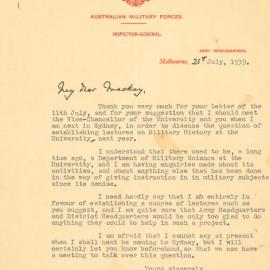 AUSTRALIAN MILITARY FORCES.
INSPECTOR-GENERAL.
ARMY HEADQUARTERS,
Melbourne, 21st July, 1939.
My dear Mackay,
Thank you very much for your letter of the
11th July, and for your suggestion that I should meet
the Vice-Chancellor of the University and you when I
am next in Sydney, in order to discuss the question of
establishing lectures on Military History at the
University, next year.
I understand that there used to be, a long
time ago, a Department of Military Science at the
University, and I am having enquiries made about its
activities, and about anything else that has been done
in the way of giving instruction in military subjects
since its demise.
I need hardly say that I am entirely in
favour of establishing a course of lectures such as
you suggest, and I am quite sure that Army Headquarters
and District Headquarters would be only too glad to do
anything they could to help in such a project.
I am afraid that I cannot say at present
when I shall next be coming to Sydney, but I will
certainly let you know beforehand, so that we can have
a meeting to talk over this question.
Yours sincerely